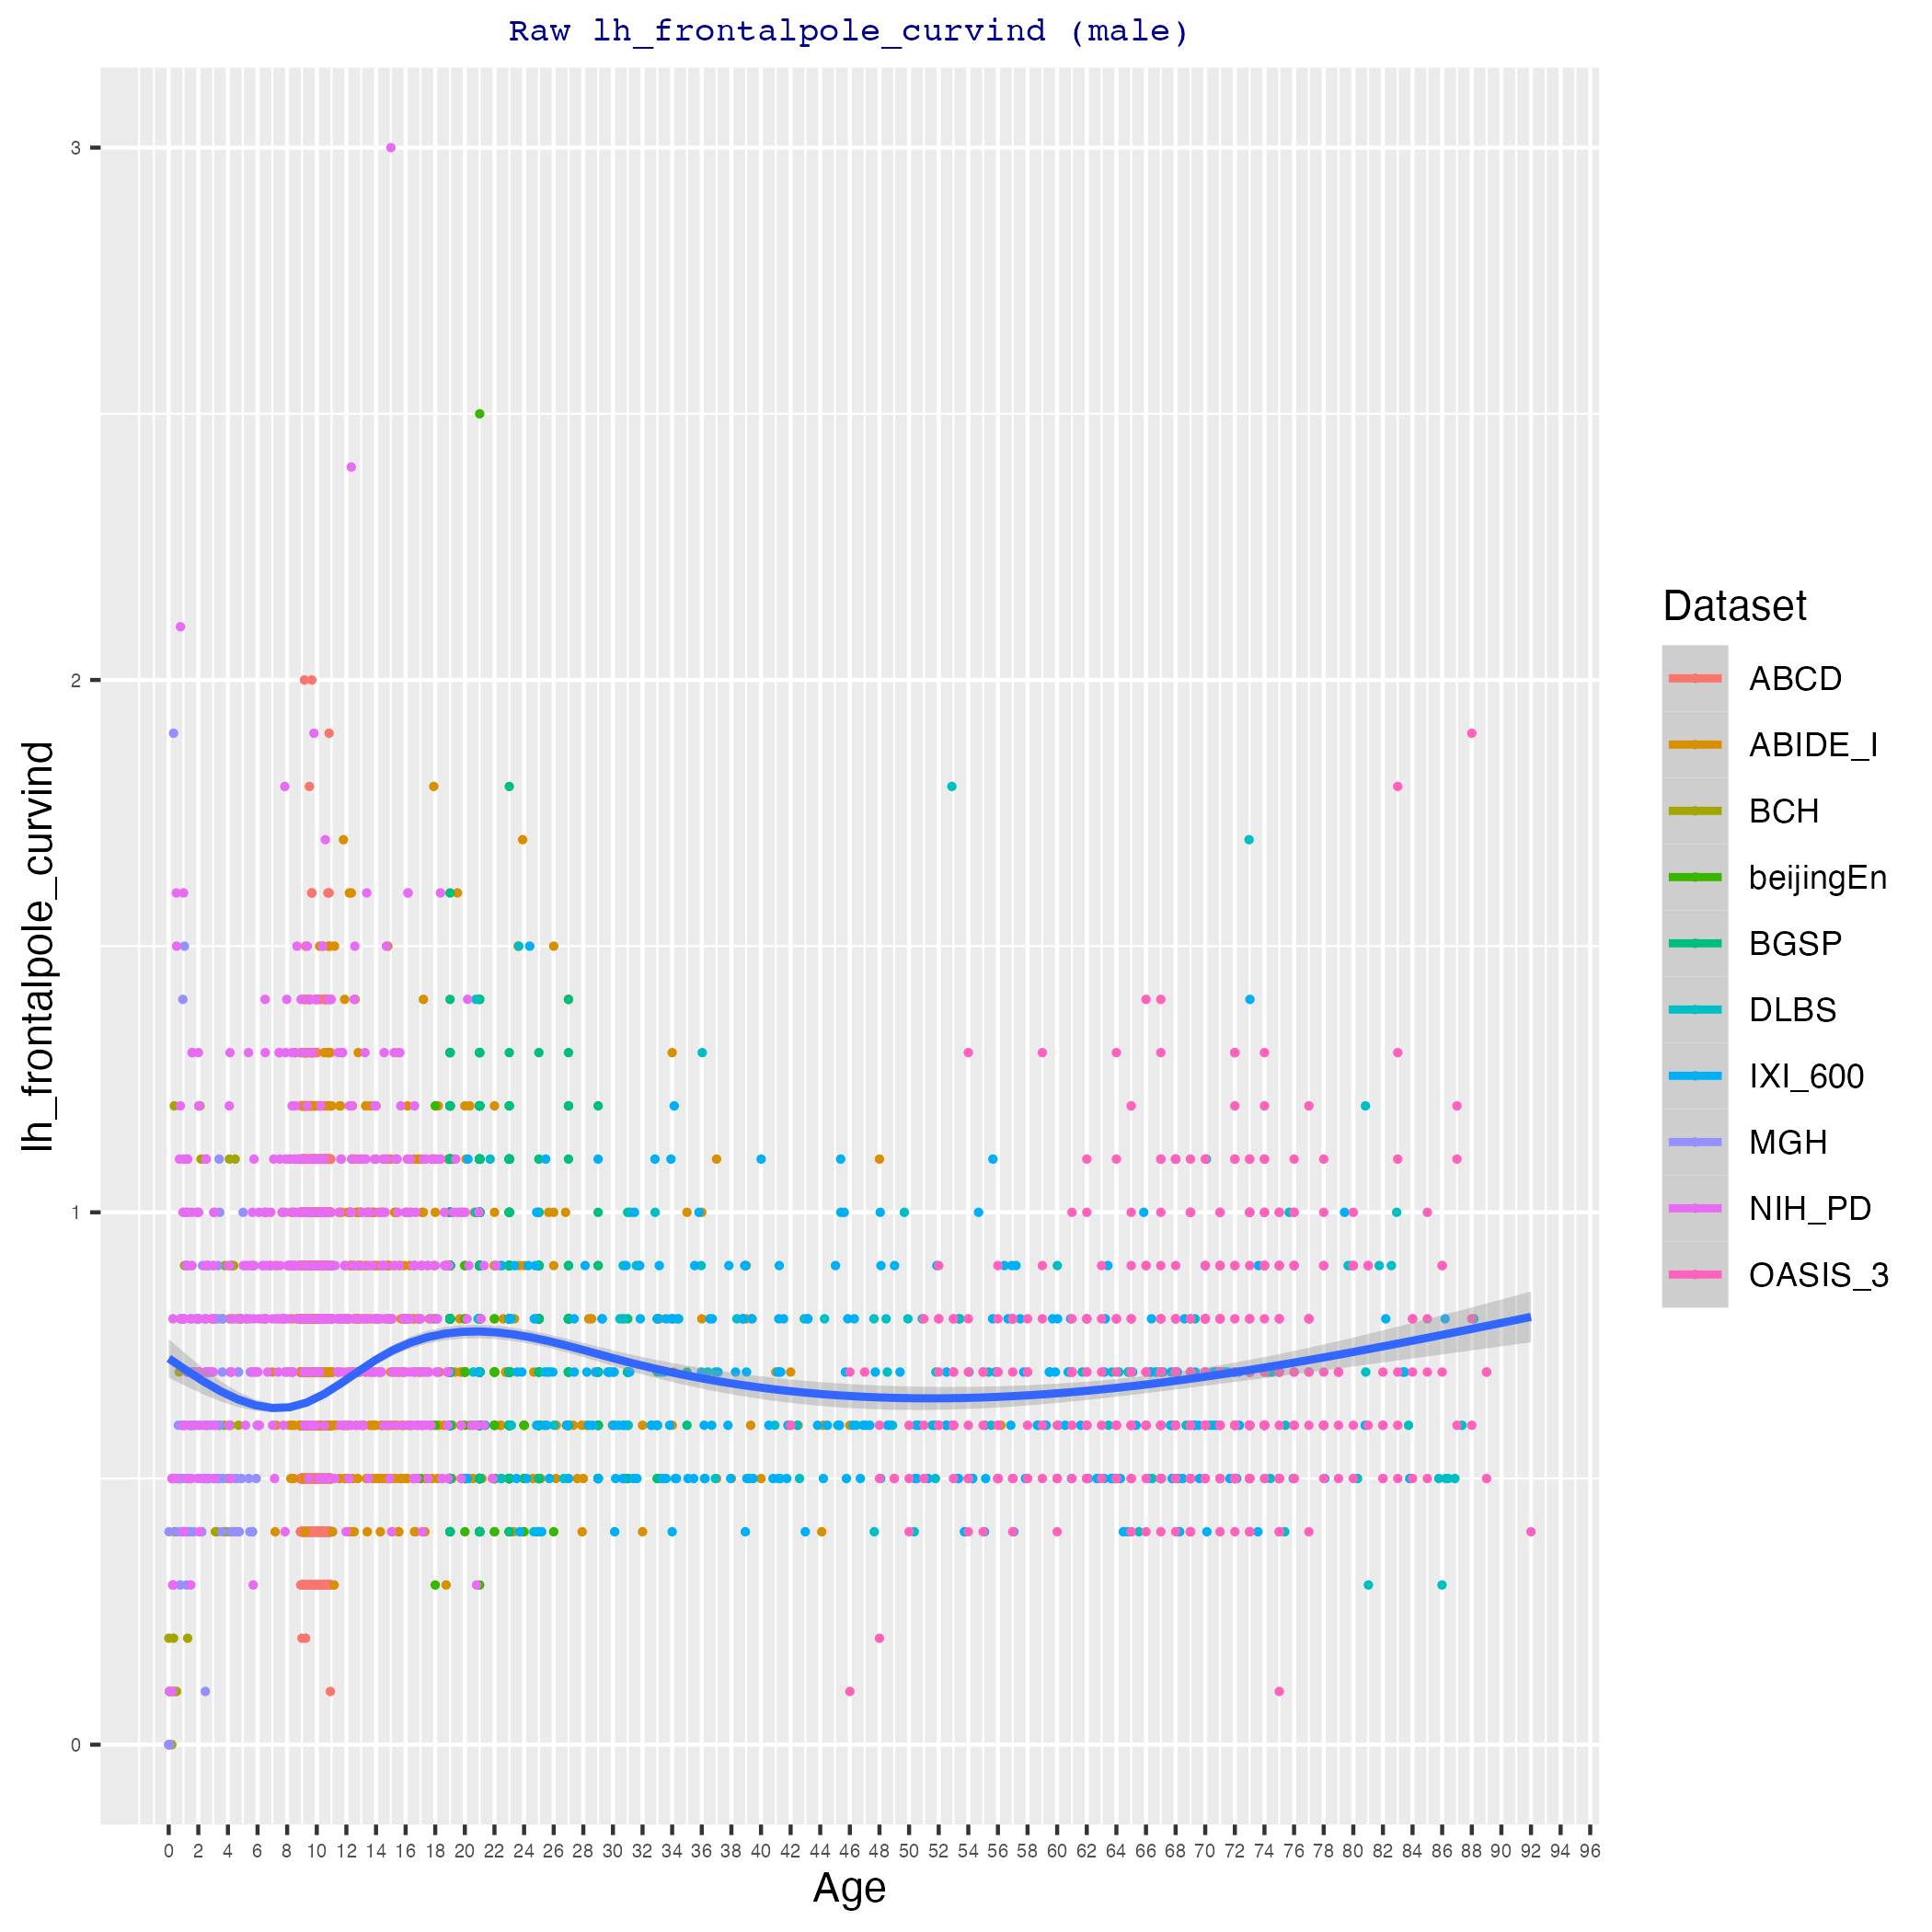 Raw lh_frontalpole_curvind (male)
lh_frontalpole_curvind
3
2
1
0
0 2 4 6 8 10 12 14 16 18 20 22 24 26 28 30 32 34 36 38 40 42 44 46 48 50 52 54 56 58 60 62 64 66 68 70 72 74 76 78 80 82 84 86 88 90 92 94 96
Age
Dataset
ABCD
ABIDE_I
BCH
beijingEn
BGSP
DLBS
IXI_600
MGH
NIH_PD
OASIS_3